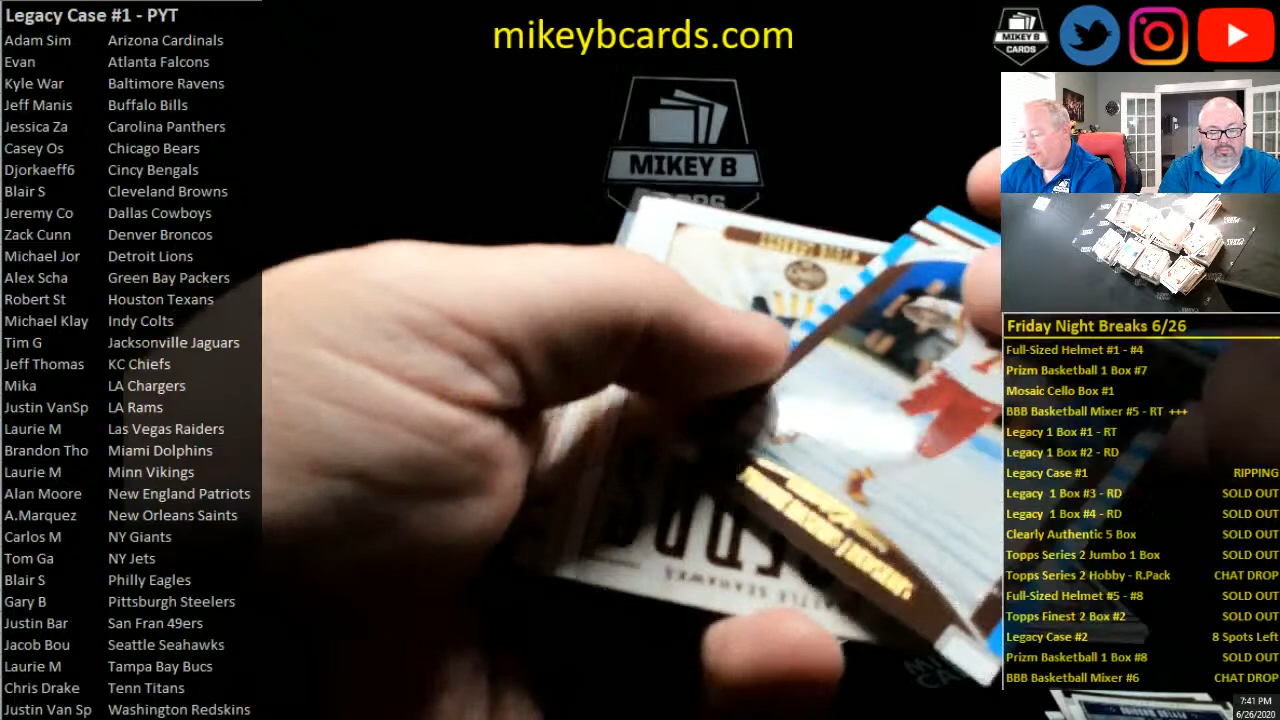 Legacy Case #1 - PYT
Adam Sim Arizona Cardinals
Evan Atlanta Falcons
Kyle War Baltimore Ravens
Jeff Manis Buffalo Bills
Jessica Za Carolina Panthers
Casey Os Chicago Bears
Djorkaeff6 Cincy Bengals
Blair S Cleveland Browns
Jeremy Co Dallas Cowboys
Zack Cunn Denver Broncos
Michael Jor Detroit Lions
Alex Scha Green Bay Packers
Robert St Houston Texans
Michael Klay Indy Colts
Tim G Jacksonville Jaguars
Jeff Thomas KC Chiefs
Mika LA Chargers
Justin VanSp LA Rams
Laurie M Las Vegas Raiders
Brandon Tho Miami Dolphins
Laurie M Minn Vikings
Alan Moore New England Patriots
A.Marquez New Orleans Saints
Carlos M NY Giants
Tom Ga NY Jets
Blair S Philly Eagles
Gary B Pittsburgh Steelers
Justin Bar San Fran 49ers
Jacob Bou Seattle Seahawks
Laurie M Tampa Bay Bucs
Chris Drake Tenn Titans
Justin Van Sp Washington Redskins
mikeybcards.com
MIKEY B
CARDS
SEAHAWKS
MIKEY B
CARDS
Friday Night Breaks 6/26
Full-Sized Helmet #1 - #4
Prizm Basketball 1 Box #7
Mosaic Cello Box #1
BBB Basketball Mixer #5 - RT +++
Legacy 1 Box #1 - RT
Legacy 1 Box #2 - RD
Legacy Case #1 RIPPING
Legacy 1 Box #3 - RD SOLD OUT
Legacy 1 Box #4 - RD SOLD OUT
Clearly Authentic 5 Box SOLD OUT
Topps Series 2 Jumbo 1 Box SOLD OUT
Topps Series 2 Hobby - R.Pack CHAT DROP
Full-Sized Helmet #5 - #8 SOLD OUT
Topps Finest 2 Box #2 SOLD OUT
Legacy Case #2 8 Spots Left
Prizm Basketball 1 Box #8 SOLD OUT
BBB Basketball Mixer #6 CHAT DROP
7:41 PM
6/26/2020